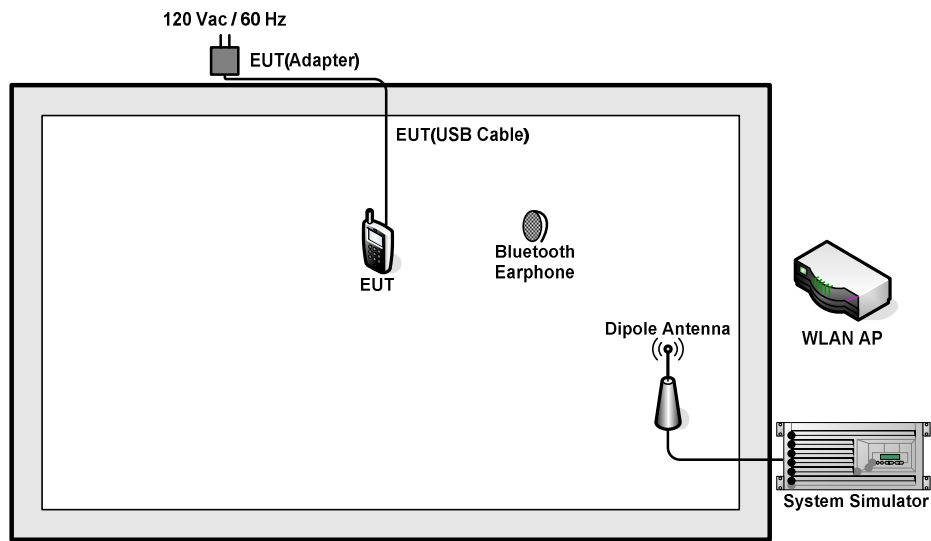 120 Vac / 60 Hz
EUT(Adapter)
EUT(USB Cable)
Bluetooth
Earphone
EUT
Dipole Antenna
WLAN AP
System Simulator